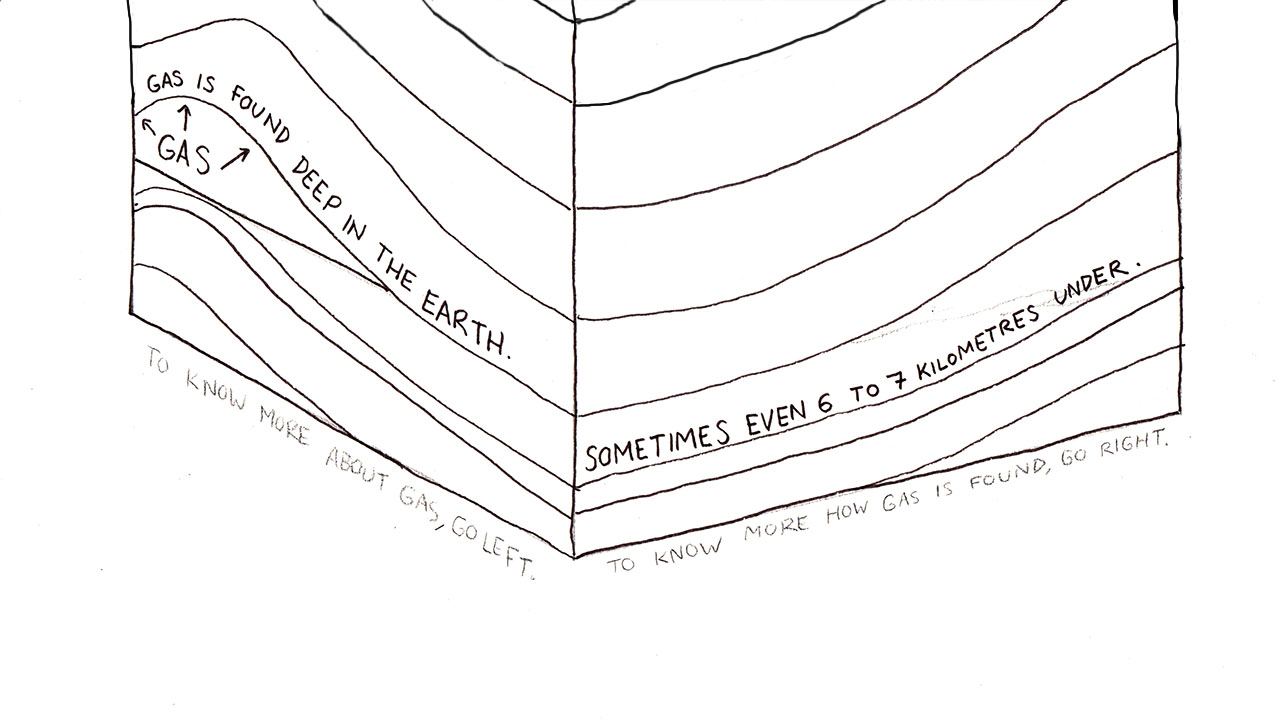 GAS IS FOUND DEEP IN THE EARTH.
GAS
SOMETIMES EVEN 6 TO 7 KILOMETRES UNDER.
TO KNOW MORE ABOUT GAS, GO LEFT.
TO KNOW MORE HOW GAS IS FOUND, GO RIGHT.